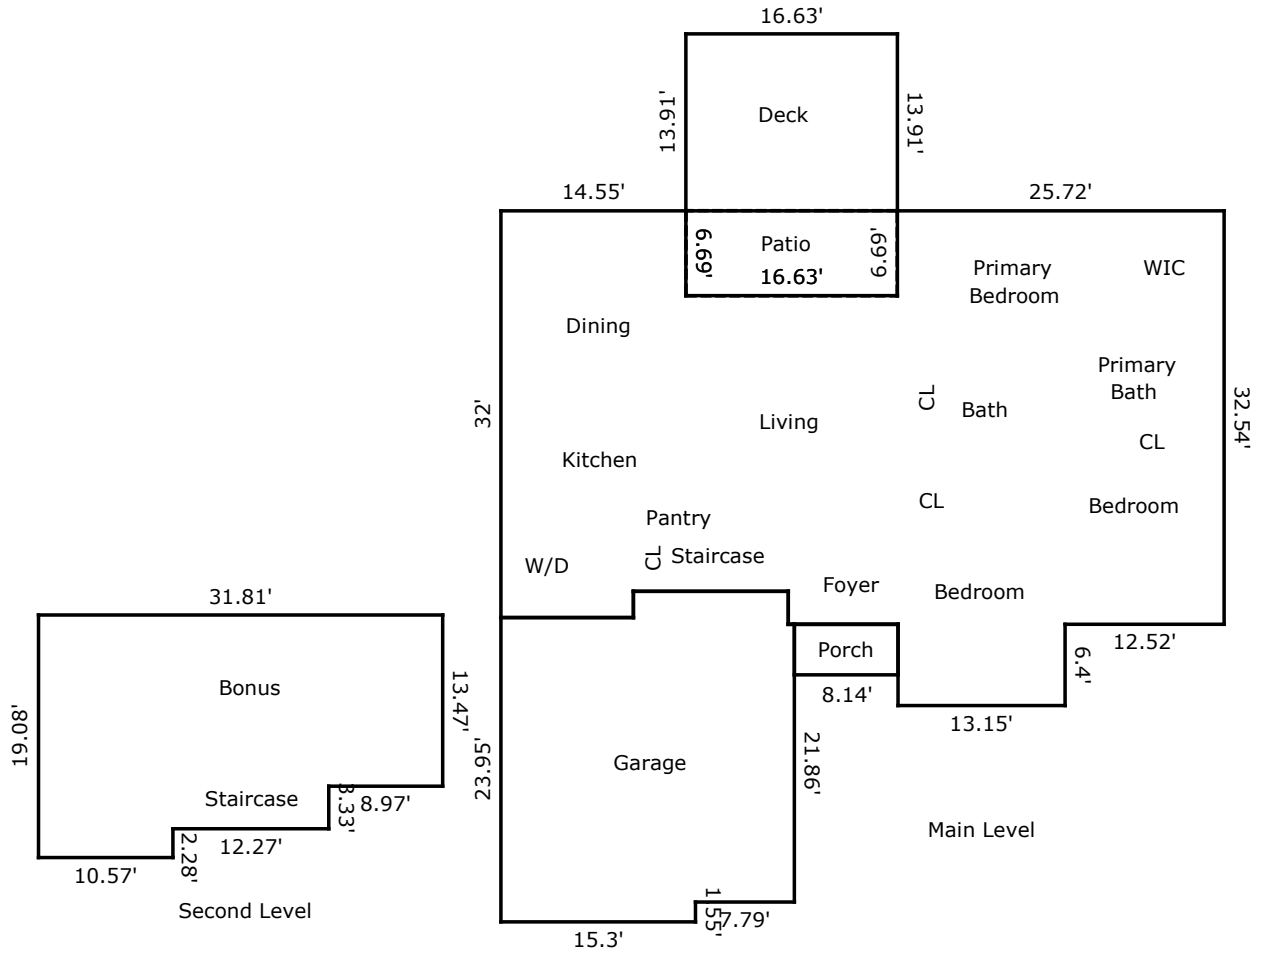 16.63'
13.91'
Deck
13.91'
14.55'
25.72'
6.69'
Patio
6.69'
16.63'
Primary
Bedroom
WIC
Dining
Primary
Bath
32'
Living
CL
Bath
32.54'
CL
Kitchen
CL
Bedroom
Pantry
W/D
CL
Staircase
Foyer
Bedroom
31.81'
Porch
6.4'
12.52'
Bonus
13.47'
8.14'
13.15'
19.08'
23.95'
Garage
21.86'
Staircase
3.33'
8.97'
Main Level
2.28'
12.27'
10.57'
1.55'
7.79'
Second Level
15.3'